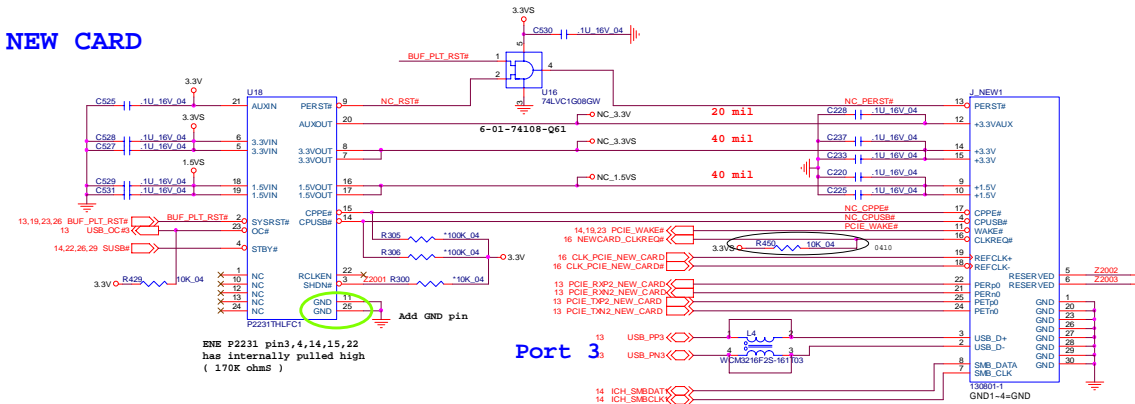 NEW CARD
3.3VS
C530 .1U_16V_04
BUF_PLT_RST#
1 2 3 4 5
U16
74LVC1G08GW
6-01-74108-Q61
3.3V
C525 .1U_16V_04
3.3VS
C528 .1U_16V_04
C527 .1U_16V_04
1.5VS
C529 .1U_16V_04
C531 .1U_16V_04
13,19,23,26 BUF_PLT_RST# BUF_PLT_RST#
13 USB_OC#3
14,22,26,29 SUSB#
3.3V R429 10K_04
U18
21 AUXIN PERST# 9 NC_RST#
AUXOUT 20
6 3.3VIN 3.3VOUT 8
5 3.3VIN 3.3VOUT 7
18 1.5VIN 1.5VOUT 16
19 1.5VIN 1.5VOUT 17
CPPE# 15
2 SYSRST# CPUSB# 14
23 OC#
4 STBY#
1 NC RCLKEN 22
10 NC SHDN# 3 Z2001
12 NC
13 NC GND 11
24 NC GND 25
P2231THLFC1
R305 *100K_04
R306 *100K_04
3.3V
R300 *10K_04
Add GND pin
ENE P2231 pin3,4,14,15,22
has internally pulled high
( 170K ohmS )
NC_3.3V 20 mil
NC_3.3VS 40 mil
NC_1.5VS 40 mil
NC_PERST#
C228 .1U_16V_04
C237 .1U_16V_04
C233 .1U_16V_04
C220 .1U_16V_04
C225 .1U_16V_04
NC_CPPE#
NC_CPUSB#
14,19,23 PCIE_WAKE# PCIE_WAKE#
16 NEWCARD_CLKREQ#
3.3VS R450 10K_04 0410
16 CLK_PCIE_NEW_CARD
16 CLK_PCIE_NEW_CARD#
13 PCIE_RXP2_NEW_CARD
13 PCIE_RXN2_NEW_CARD
13 PCIE_TXP2_NEW_CARD
13 PCIE_TXN2_NEW_CARD
Port 3
13 USB_PP3
13 USB_PN3
1 L4 2
4 3
WCM3216F2S-161T03
14 ICH_SMBDAT1
14 ICH_SMBCLK1
J_NEW1
13 PERST#
12 +3.3VAUX
14 +3.3V
15 +3.3V
9 +1.5V
10 +1.5V
17 CPPE#
4 CPUSB#
11 WAKE#
16 CLKREQ#
19 REFCLK+
18 REFCLK-
22 PERp0
21 PERn0
25 PETp0
24 PETn0
3 USB_D+
2 USB_D-
8 SMB_DATA
7 SMB_CLK
RESERVED 5 Z2002
RESERVED 6 Z2003
GND 1
GND 20
GND 23
GND 26
GND 27
GND 28
GND 29
GND 30
130801-1
GND1~4=GND